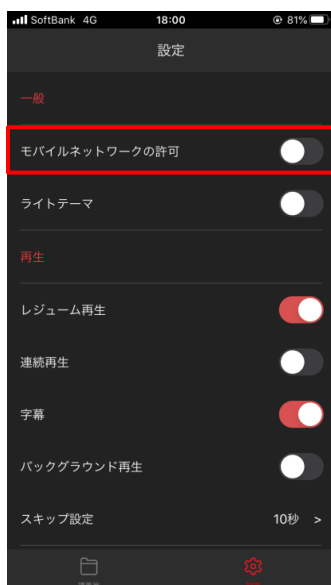 SoftBank 4G 18:00 81%
設定
一般
モバイルネットワークの許可
ライトテーマ
再生
レジューム再生
連続再生
字幕
バックグラウンド再生
スキップ設定 10秒 >